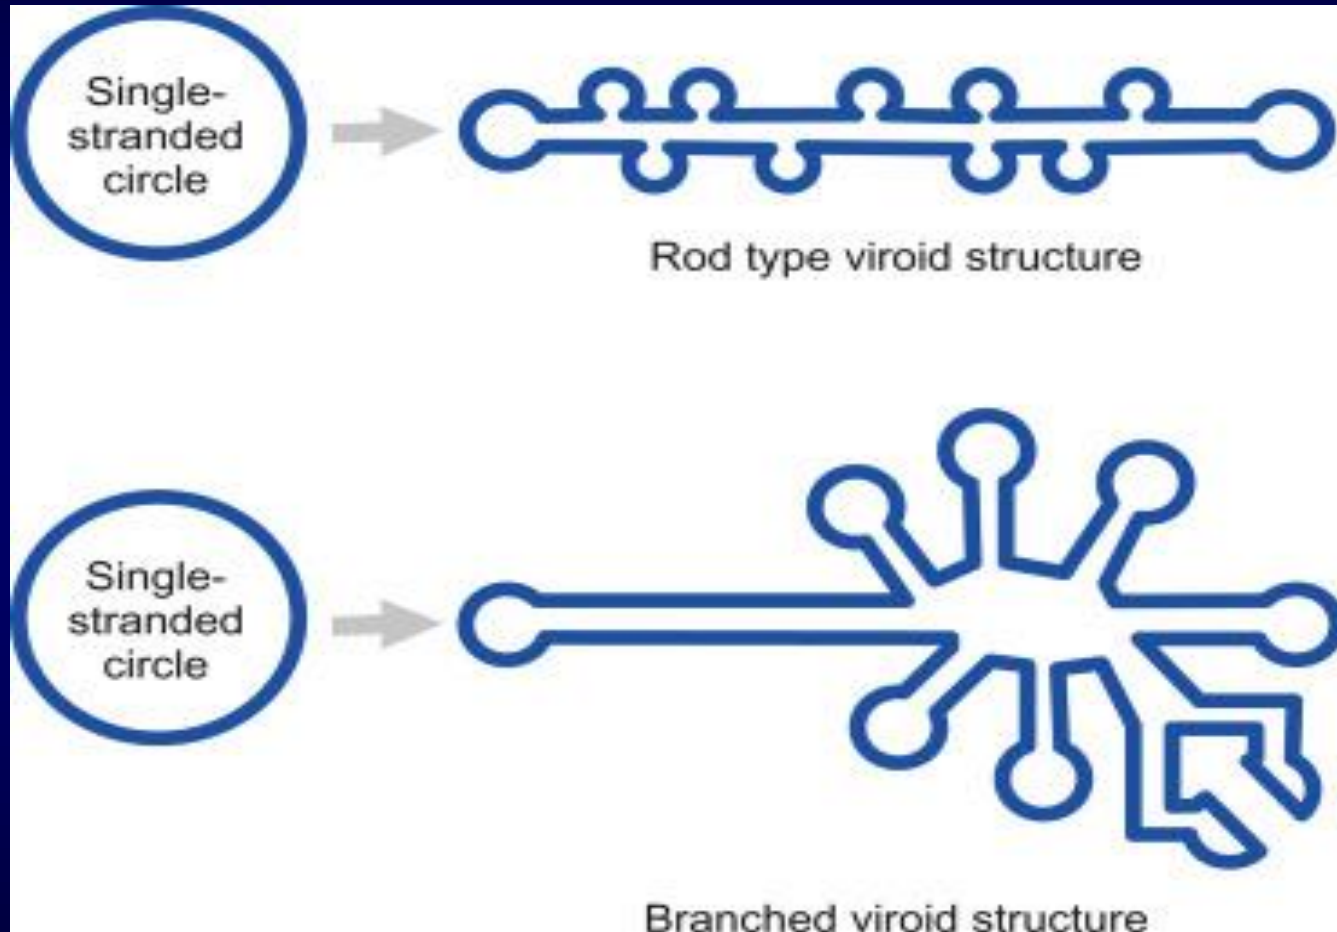 Single-
stranded
circle
Rod type viroid structure
Single-
stranded
circle
Branched viroid structure